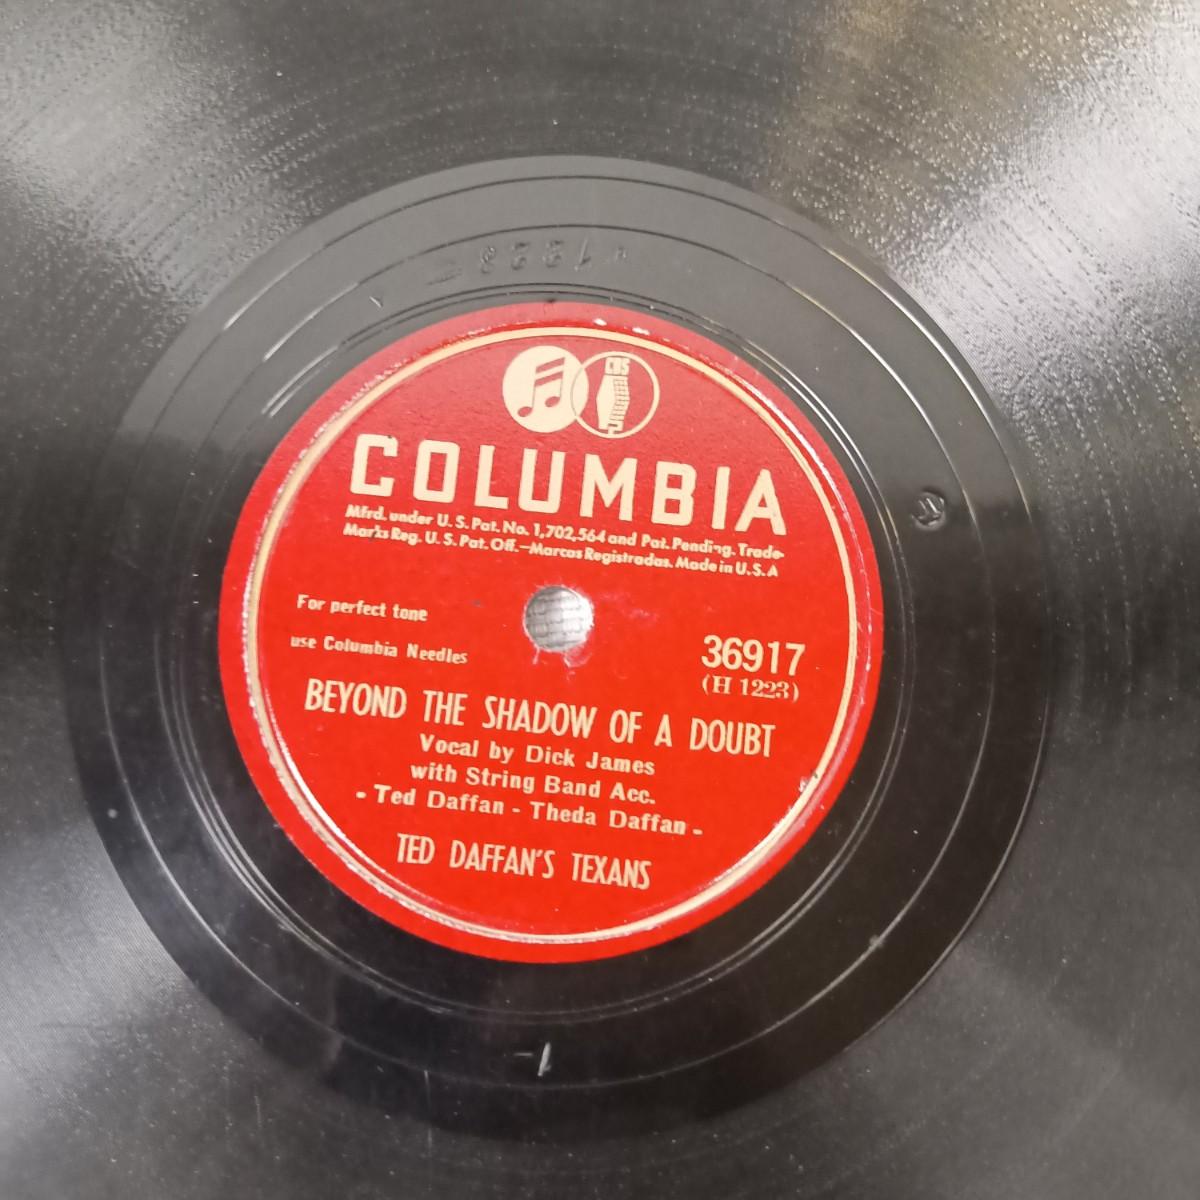 1223
CBS
COLUMBIA
Mfrd. under U. S. Pat. No. 1,702,564 and Pat. Pending. Trade-
Marks Reg. U. S. Pat. Off.—Marcas Registradas. Made in U.S.A
For perfect tone
use Columbia Needles
36917
(H 1223)
BEYOND THE SHADOW OF A DOUBT
Vocal by Dick James
with String Band Acc.
- Ted Daffan - Theda Daffan -
TED DAFFAN'S TEXANS